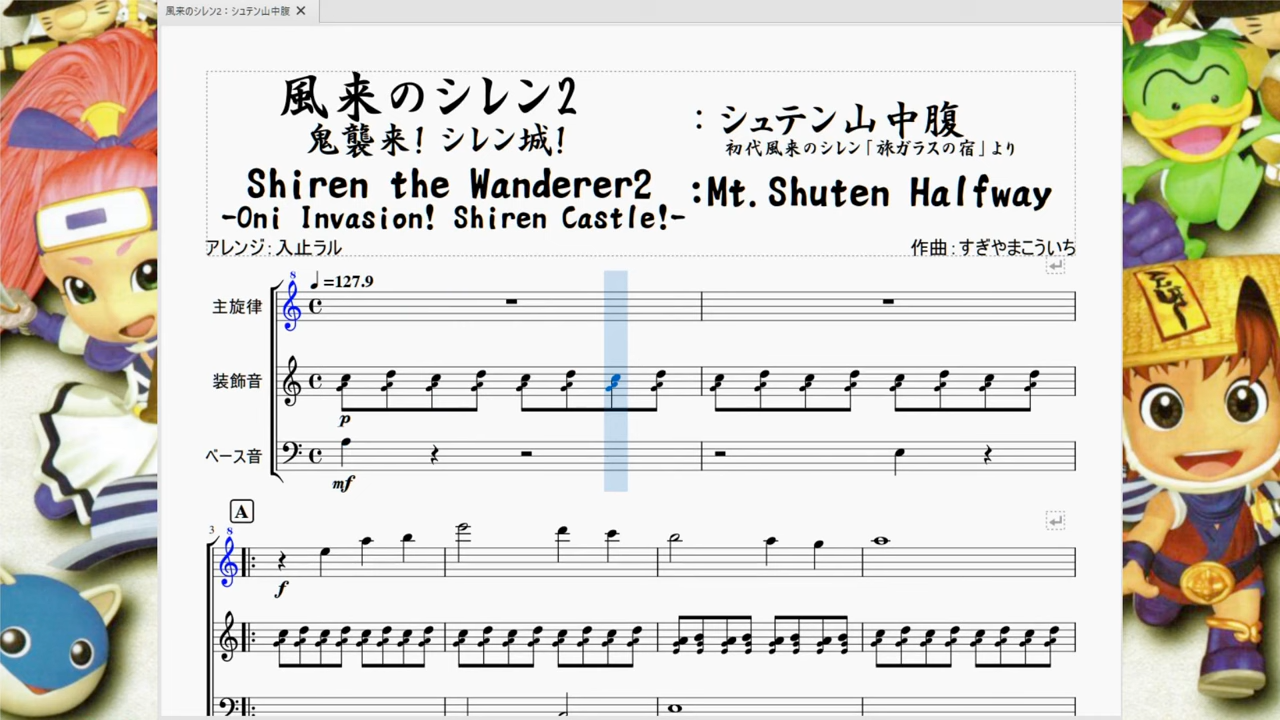 風来のシレン2：シュテン山中腹 ✕
風来のシレン2
：シュテン山中腹
鬼襲来！シレン城！
初代風来のシレン「旅ガラスの宿」より
Shiren the Wanderer2
:Mt. Shuten Halfway
-Oni Invasion! Shiren Castle!-
アレンジ：入止ラル
作曲：すぎやまこういち
8
♩=127.9
主旋律
装飾音
p
ベース音
mf
A
3
8
f